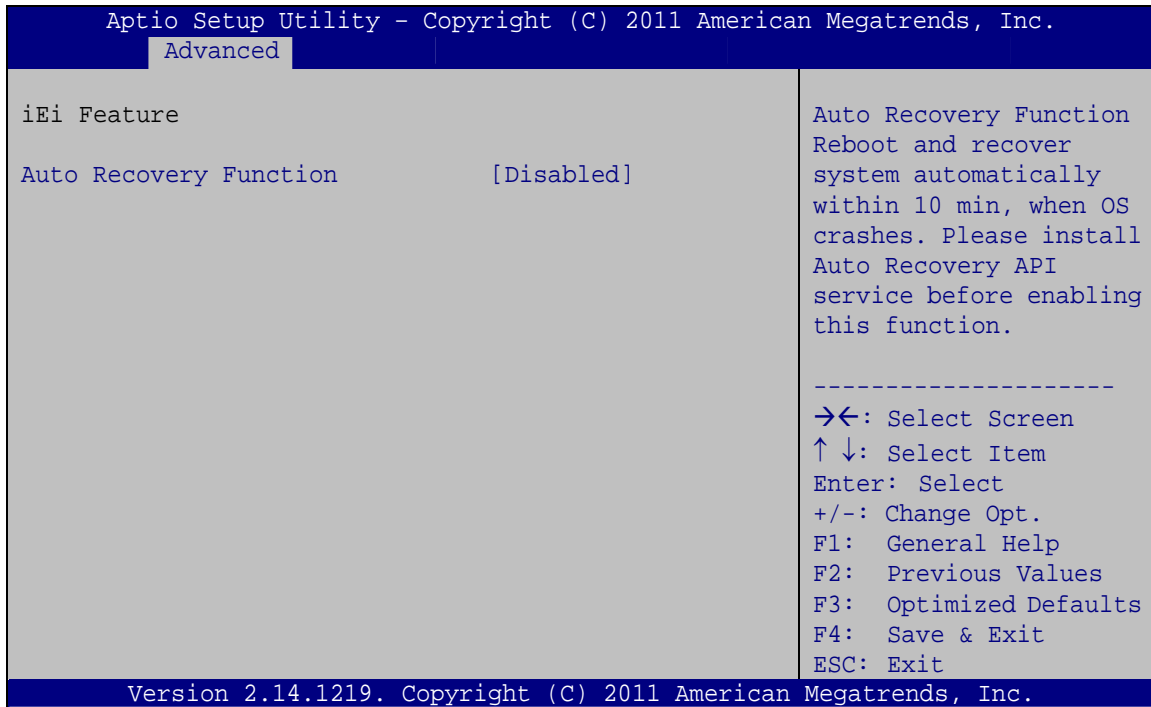 Aptio Setup Utility – Copyright (C) 2011 American Megatrends, Inc.
Advanced
iEi Feature
Auto Recovery Function [Disabled]
Auto Recovery Function
Reboot and recover
system automatically
within 10 min, when OS
crashes. Please install
Auto Recovery API
service before enabling
this function.
---------------------
→←: Select Screen
↑ ↓: Select Item
Enter: Select
+/-: Change Opt.
F1: General Help
F2: Previous Values
F3: Optimized Defaults
F4: Save & Exit
ESC: Exit
Version 2.14.1219. Copyright (C) 2011 American Megatrends, Inc.